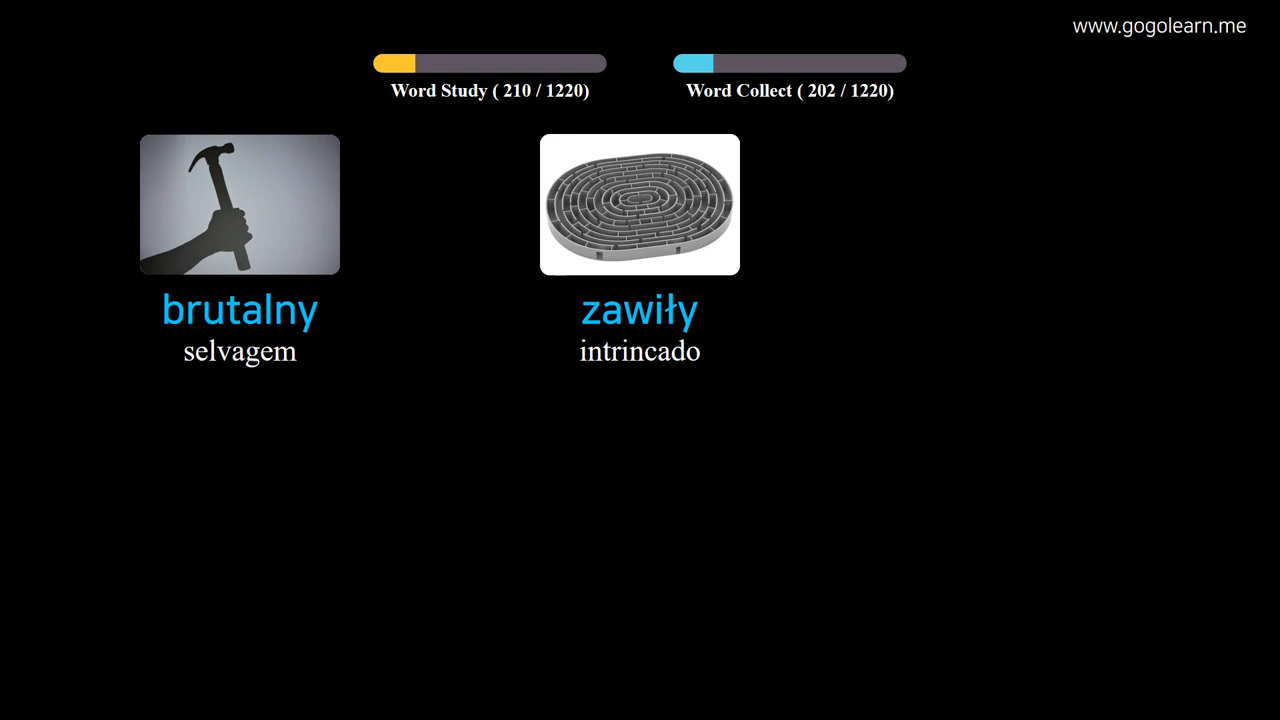 www.gogolearn.me
Word Study ( 210 / 1220)
Word Collect ( 202 / 1220)
brutalny
selvagem
zawiły
intrincado